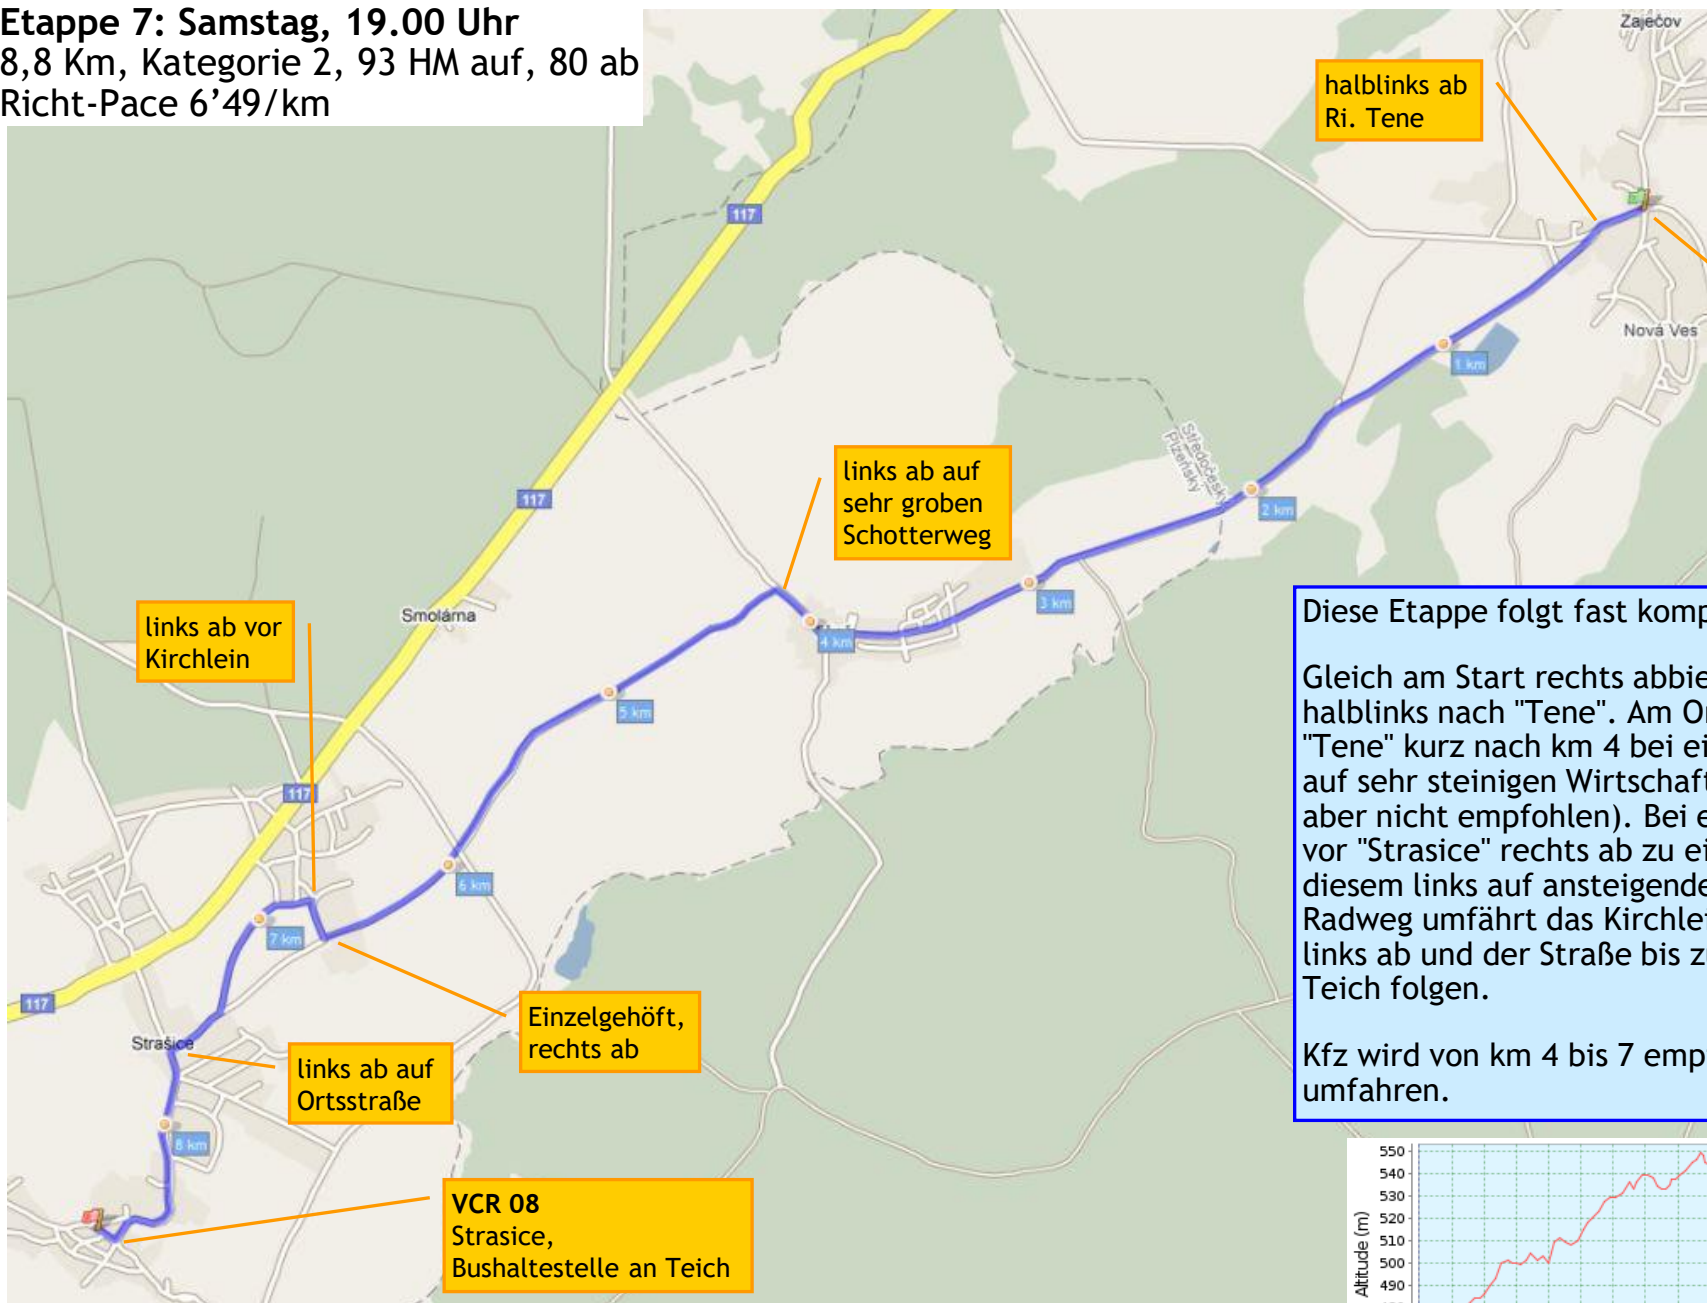 Etappe 7: Samstag, 19.00 Uhr
8,8 Km, Kategorie 2, 93 HM auf, 80 ab
Richt-Pace 6’49/km
Zaječov
halblinks ab
Ri. Tene
117
Nová Ves
1 km
Středočeský
Plzeňský
links ab auf
sehr groben
Schotterweg
117
2 km
3 km
4 km
links ab vor
Kirchlein
Smolárna
5 km
117
6 km
7 km
117
Einzelgehöft,
rechts ab
Strašice
links ab auf
Ortsstraße
8 km
VCR 08
Strasice,
Bushaltestelle an Teich
Diese Etappe folgt fast komp
Gleich am Start rechts abbie
halblinks nach "Tene". Am O
"Tene" kurz nach km 4 bei ei
auf sehr steinigen Wirtschaf
aber nicht empfohlen). Bei e
vor "Strasice" rechts ab zu ei
diesem links auf ansteigende
Radweg umfährt das Kirchlei
links ab und der Straße bis z
Teich folgen.
Kfz wird von km 4 bis 7 emp
umfahren.
550
540
530
520
510
500
490
Altitude (m)